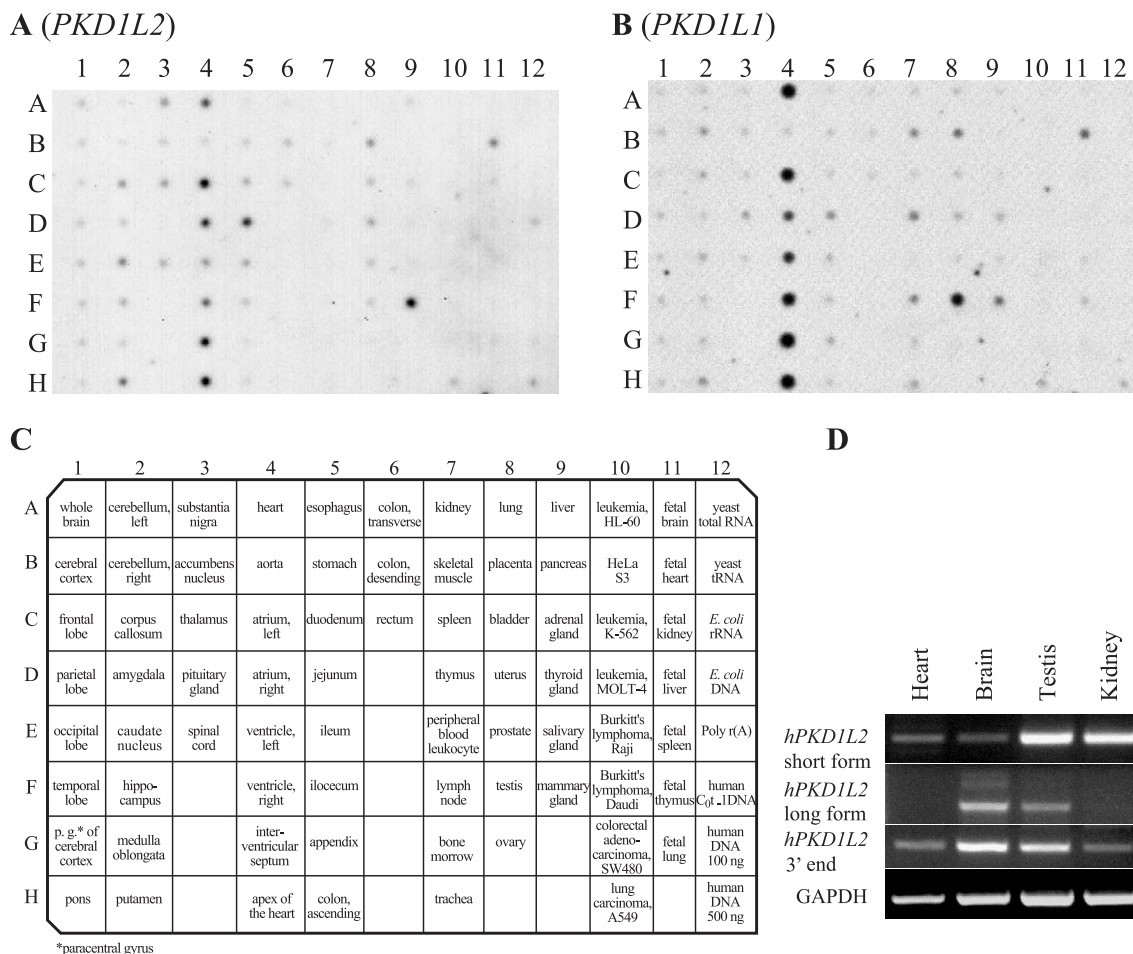 A (PKD1L2)
1 2 3 4 5 6 7 8 9 10 11 12
A
B
C
D
E
F
G
H
B (PKD1L1)
1 2 3 4 5 6 7 8 9 10 11 12
A
B
C
D
E
F
G
H
C
1 2 3 4 5 6 7 8 9 10 11 12
A
whole
brain
cerebellum,
left
substantia
nigra
heart
esophagus
colon,
transverse
kidney
lung
liver
leukemia,
HL-60
fetal
brain
yeast
total RNA
B
cerebral
cortex
cerebellum,
right
accumbens
nucleus
aorta
stomach
colon,
desending
skeletal
muscle
placenta
pancreas
HeLa
S3
fetal
heart
yeast
tRNA
C
frontal
lobe
corpus
callosum
thalamus
atrium,
left
duodenum
rectum
spleen
bladder
adrenal
gland
leukemia,
K-562
fetal
kidney
E. coli
rRNA
D
parietal
lobe
amygdala
pituitary
gland
atrium,
right
jejunum
thymus
uterus
thyroid
gland
leukemia,
MOLT-4
fetal
liver
E. coli
DNA
E
occipital
lobe
caudate
nucleus
spinal
cord
ventricle,
left
ileum
peripheral
blood
leukocyte
prostate
salivary
gland
Burkitt's
lymphoma,
Raji
fetal
spleen
Poly r(A)
F
temporal
lobe
hippo-
campus
ventricle,
right
ilocecum
lymph
node
testis
mammary
gland
Burkitt's
lymphoma,
Daudi
fetal
thymus
human
C0t -1DNA
G
p. g.* of
cerebral
cortex
medulla
oblongata
inter-
ventricular
septum
appendix
bone
morrow
ovary
colorectal
adeno-
carcinoma,
SW480
fetal
lung
human
DNA
100 ng
H
pons
putamen
apex of
the heart
colon,
ascending
trachea
lung
carcinoma,
A549
human
DNA
500 ng
*paracentral gyrus
D
Heart
Brain
Testis
Kidney
hPKD1L2
short form
hPKD1L2
long form
hPKD1L2
3' end
GAPDH